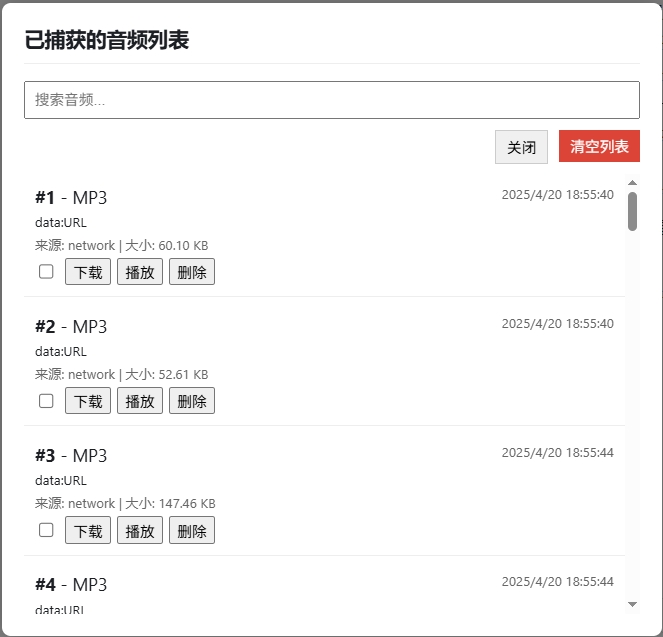 已捕获的音频列表
搜索音频...
关闭 清空列表
#1 - MP3 2025/4/20 18:55:40
data:URL
来源: network | 大小: 60.10 KB
下载 播放 删除
#2 - MP3 2025/4/20 18:55:40
data:URL
来源: network | 大小: 52.61 KB
下载 播放 删除
#3 - MP3 2025/4/20 18:55:44
data:URL
来源: network | 大小: 147.46 KB
下载 播放 删除
#4 - MP3 2025/4/20 18:55:44
data:URL